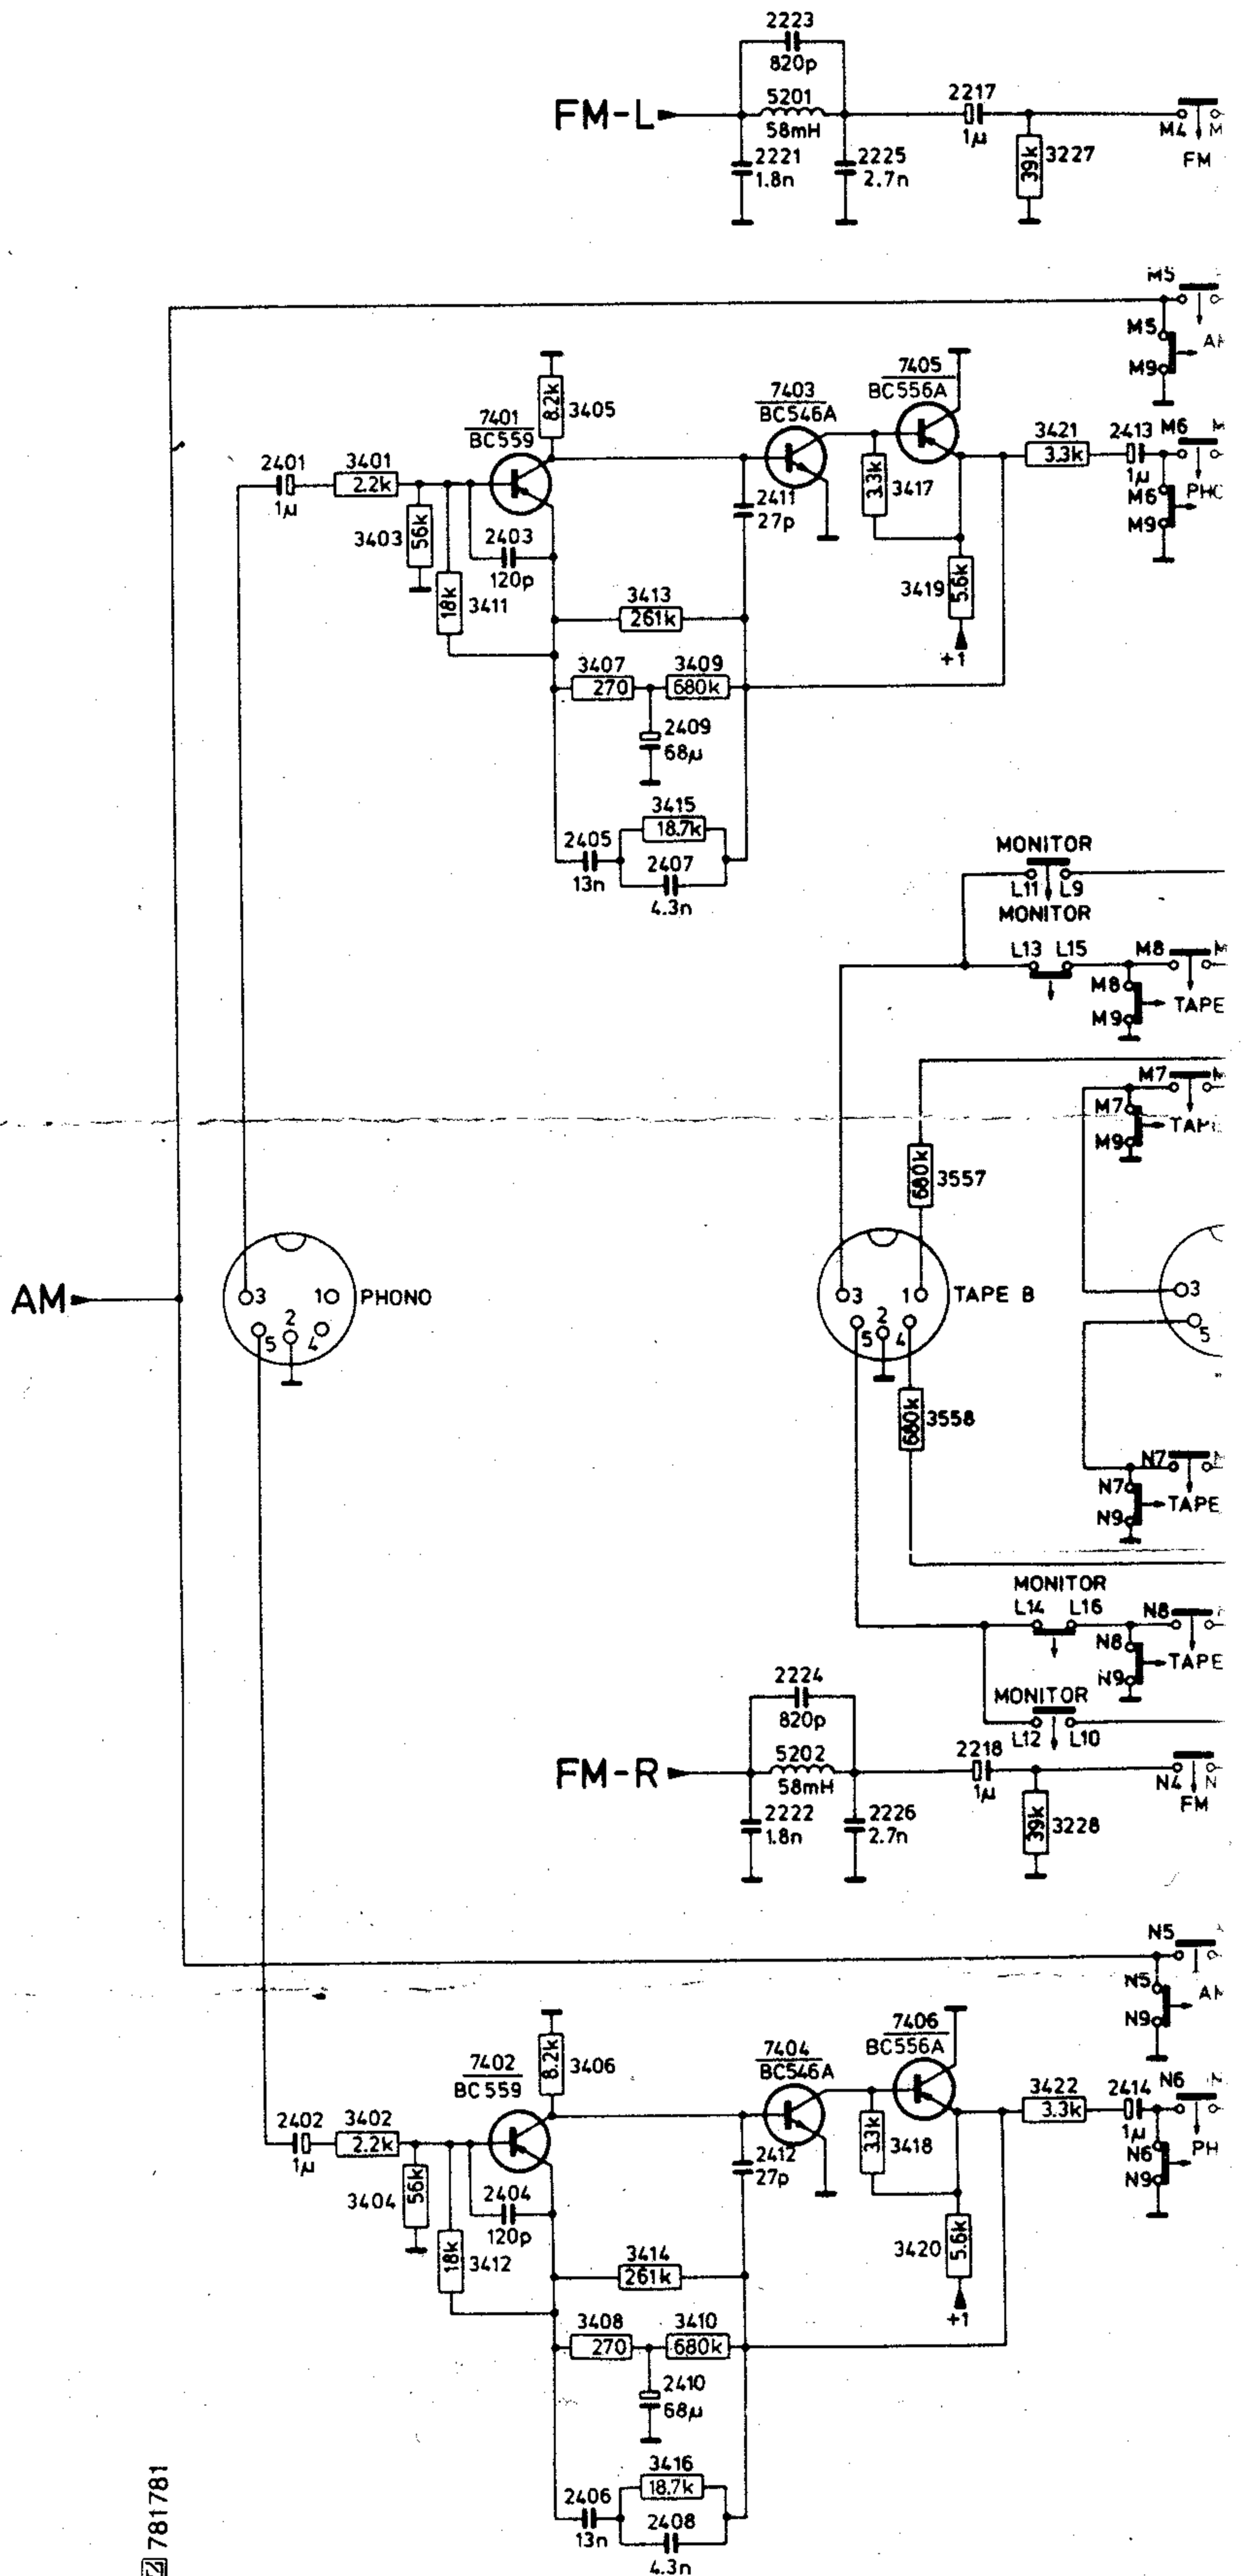 2223
820p
FM-L
5201
58mH
2217
1µ
M4
M
FM
2221
1.8n
2225
2.7n
39k
3227
M5
M5
M9
7405
BC556A
7403
BC546A
7401
BC559
8.2k
3405
3421
3.3k
2413
1µ
M6
M6
M9
2401
1µ
3401
2.2k
3403
56k
2403
120p
18k
3411
2411
27p
3.3k
3417
3419
5.6k
+1
3413
261k
3407
270
3409
680k
2409
68µ
3415
18.7k
2405
13n
2407
4.3n
MONITOR
L11
L9
MONITOR
L13
L15
M8
M8
M9
TAPE
M7
M7
M9
680k
3557
AM
3
1
PHONO
5
2
4
3
1
TAPE B
5
2
4
3
5
680k
3558
N7
N7
N9
TAPE
MONITOR
L14
L16
N8
N8
N9
TAPE
MONITOR
L12
L10
2224
820p
FM-R
5202
58mH
2218
1µ
N4
N
FM
2222
1.8n
2226
2.7n
39k
3228
N5
N5
N9
7406
BC556A
7404
BC546A
7402
BC559
8.2k
3406
3422
3.3k
2414
1µ
N6
N6
N9
PH
2402
1µ
3402
2.2k
3404
56k
2404
120p
18k
3412
2412
27p
3.3k
3418
3420
5.6k
+1
3414
261k
3408
270
3410
680k
2410
68µ
3416
18.7k
2406
13n
2408
4.3n
781781